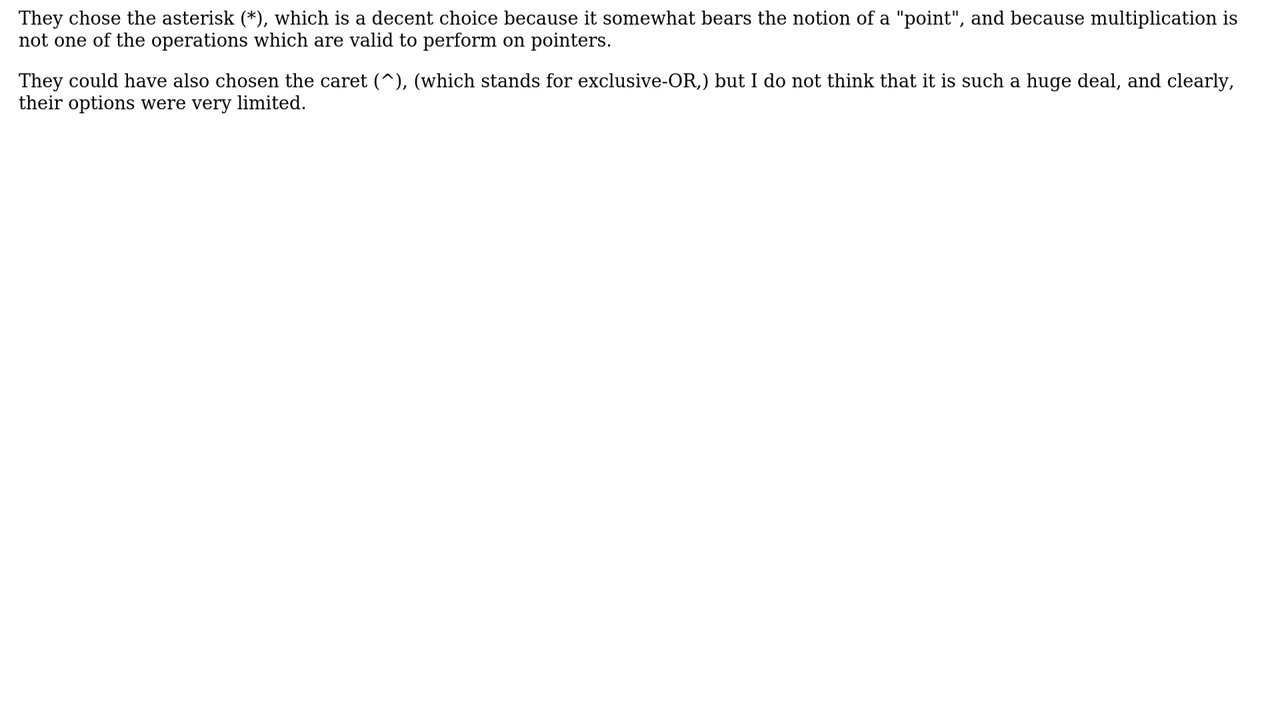 They chose the asterisk (*), which is a decent choice because it somewhat bears the notion of a "point", and because multiplication is
not one of the operations which are valid to perform on pointers.
They could have also chosen the caret (^), (which stands for exclusive-OR,) but I do not think that it is such a huge deal, and clearly,
their options were very limited.